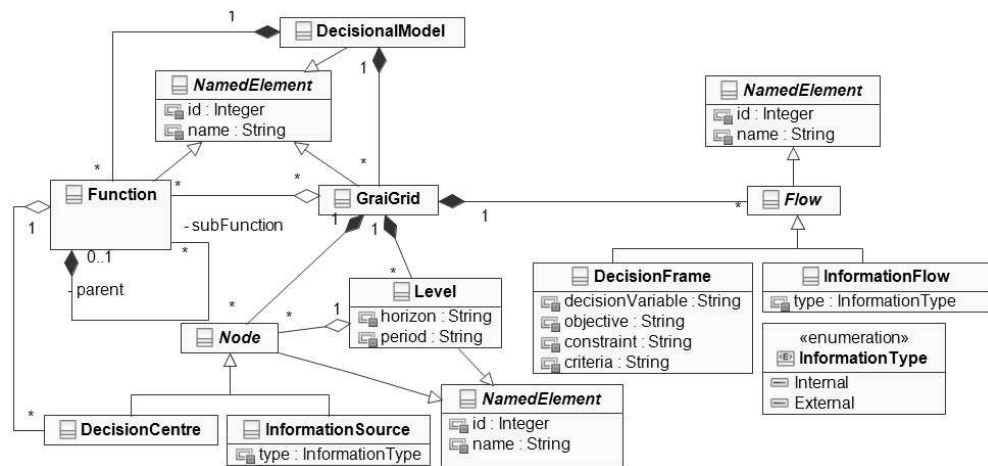 1
DecisionalModel
1
NamedElement
id : Integer
name : String
NamedElement
id : Integer
name : String
*
*
*
*
Function
GraiGrid
1
*
Flow
1
1
1
- subFunction
*
0..1
- parent
*
Level
horizon : String
period : String
1
*
*
Node
DecisionFrame
decisionVariable : String
objective : String
constraint : String
criteria : String
InformationFlow
type : InformationType
«enumeration»
InformationType
Internal
External
NamedElement
id : Integer
name : String
*
DecisionCentre
InformationSource
type : InformationType